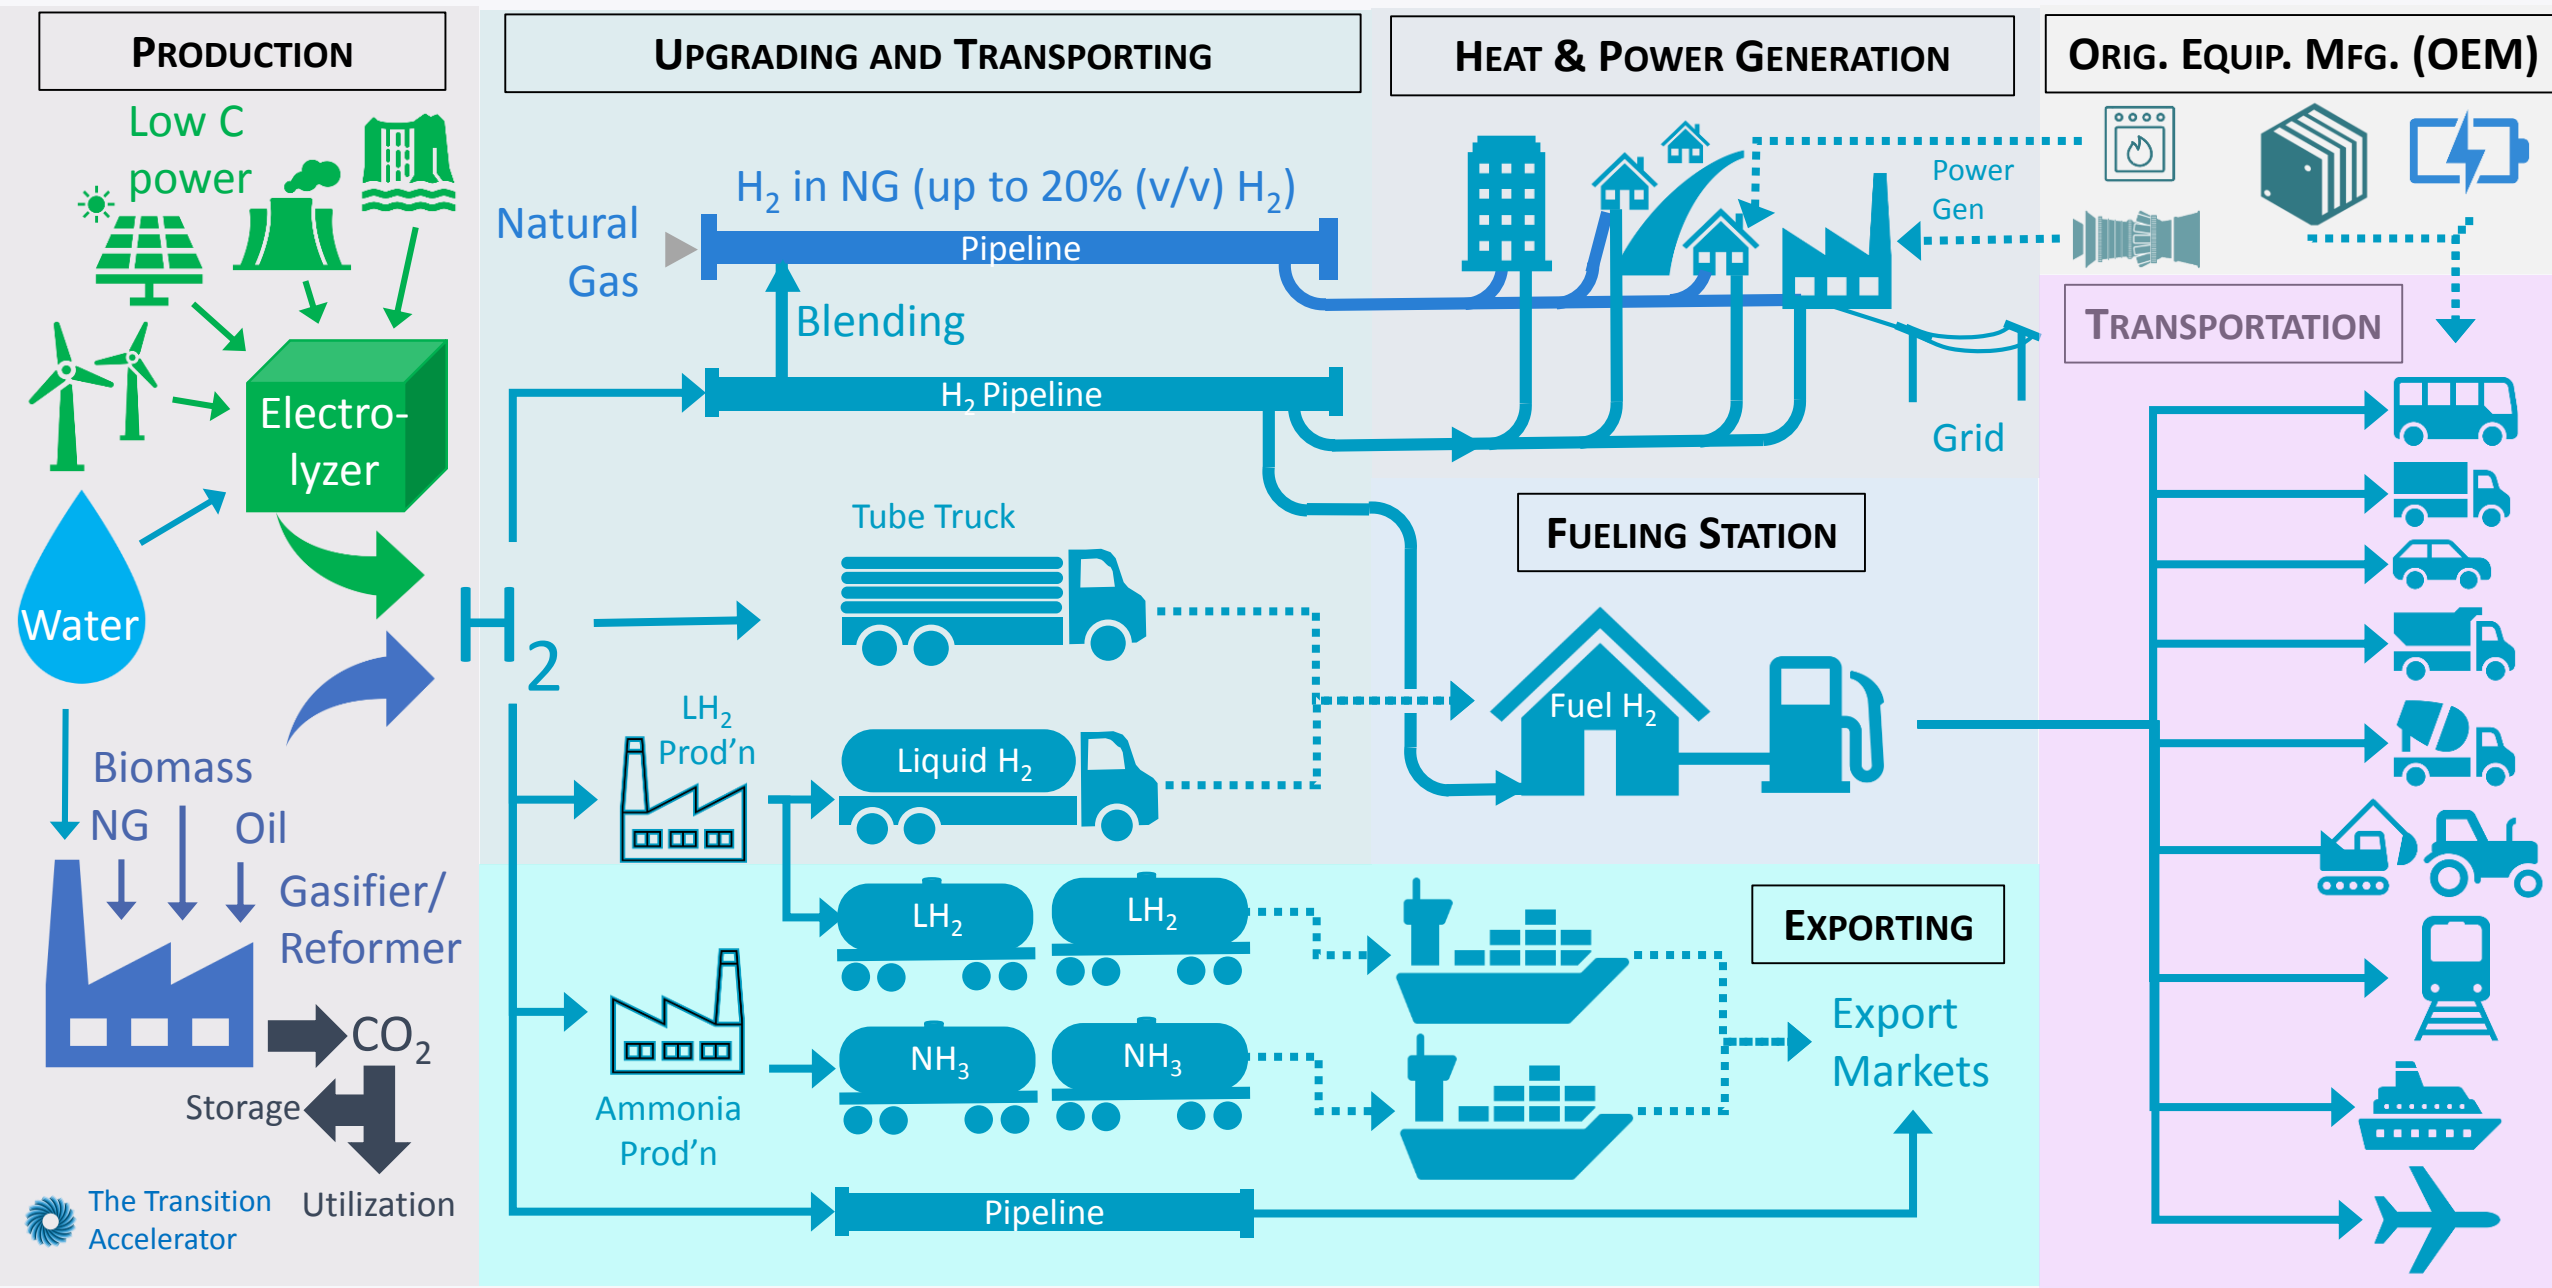 PRODUCTION
Low C
power
Electro-
lyzer
Water
Biomass
NG
Oil
Gasifier/
Reformer
CO2
Storage
Utilization
The Transition
Accelerator
H2
UPGRADING AND TRANSPORTING
H2 in NG (up to 20% (v/v) H2)
Natural
Gas
Pipeline
Blending
H2 Pipeline
Tube Truck
LH2
Prod’n
Liquid H2
LH2
LH2
NH3
NH3
Ammonia
Prod’n
Pipeline
HEAT & POWER GENERATION
Power
Gen
Grid
FUELING STATION
Fuel H2
EXPORTING
Export
Markets
ORIG. EQUIP. MFG. (OEM)
TRANSPORTATION